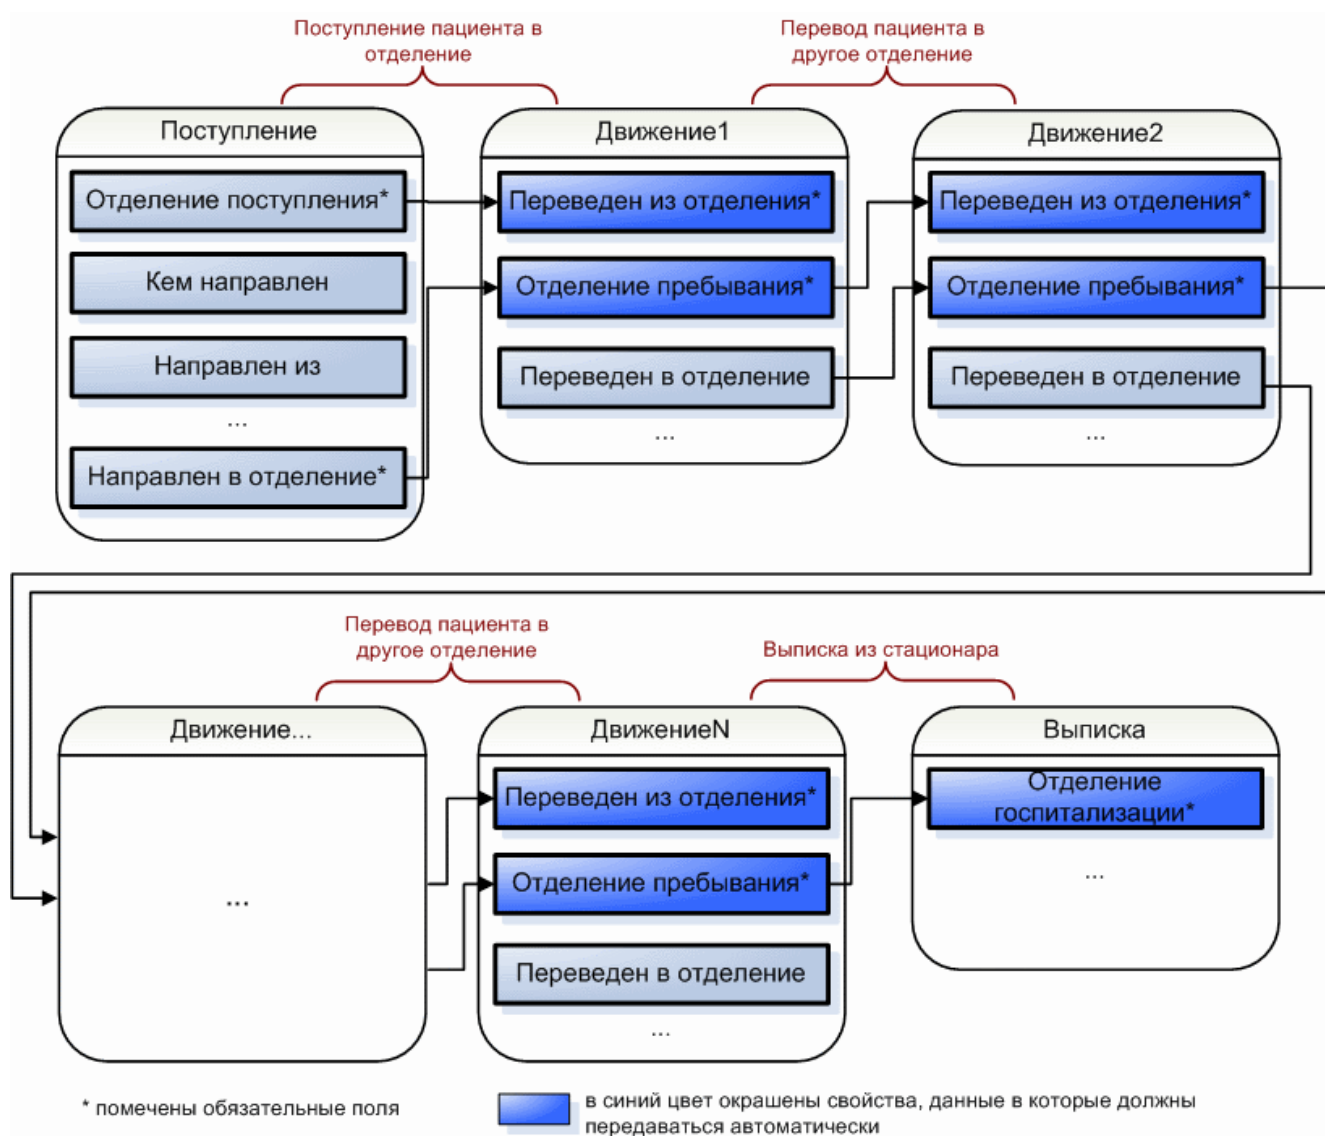 Поступление пациента в
отделение
Перевод пациента в
другое отделение
Поступление
Отделение поступления*
Кем направлен
Направлен из
...
Направлен в отделение*
Движение1
Переведен из отделения*
Отделение пребывания*
Переведен в отделение
...
Движение2
Переведен из отделения*
Отделение пребывания*
Переведен в отделение
...
Перевод пациента в
другое отделение
Выписка из стационара
Движение...
...
ДвижениеN
Переведен из отделения*
Отделение пребывания*
Переведен в отделение
...
Выписка
Отделение
госпитализации*
...
* помечены обязательные поля
в синий цвет окрашены свойства, данные в которые должны
передаваться автоматически